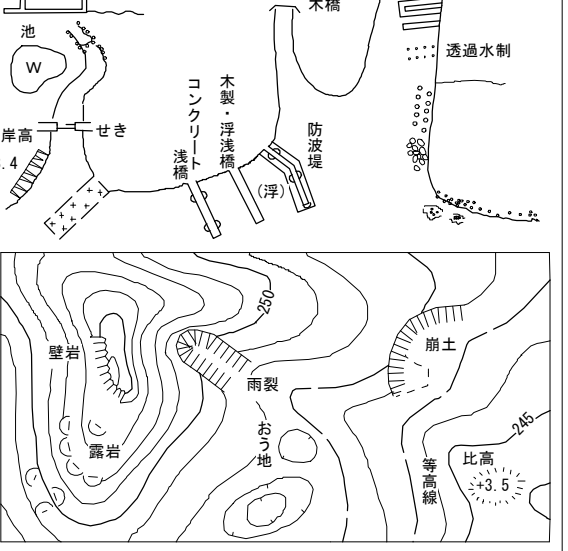 木橋
池
W
透過水制
岸高
せき
.4
コンクリート
浅橋
木製・浮浅橋
防波堤
(浮)
250
壁岩
崩土
雨裂
おう地
露岩
等高線
245
比高
+3.5